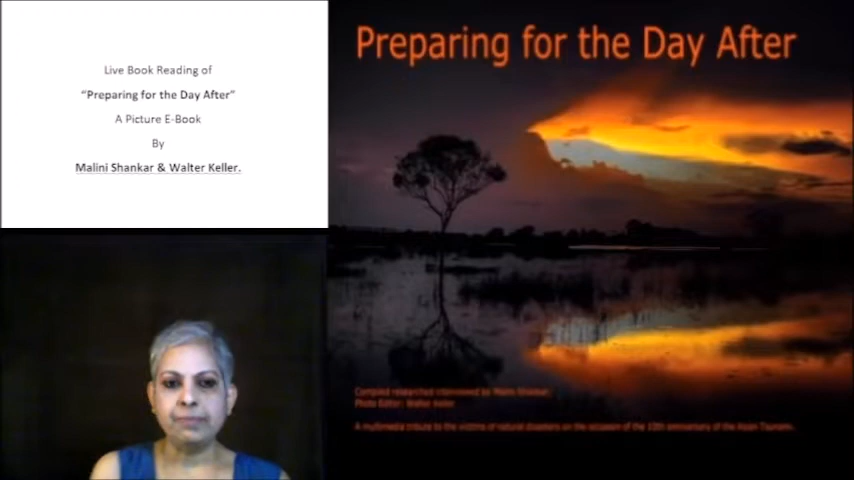 Live Book Reading of
“Preparing for the Day After”
A Picture E-Book
By
Malini Shankar & Walter Keller.
Preparing for the Day After
Compiled researched interviewed by Malini Shankar.
Photo Editor: Walter Keller
A multimedia tribute to the victims of natural disasters on the occasion of the 10th anniversary of the Asian Tsunami.